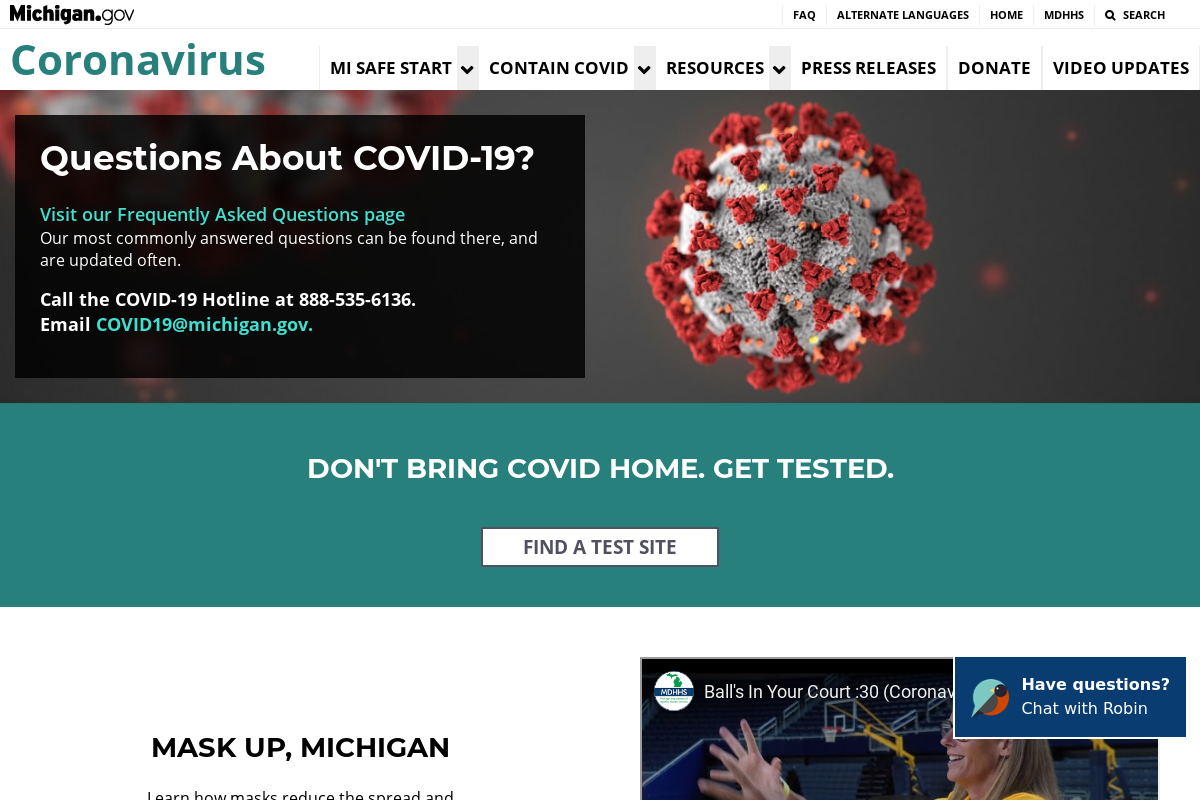 Michigan.gov
FAQ
ALTERNATE LANGUAGES
HOME
MDHHS
SEARCH
Coronavirus
MI SAFE START
CONTAIN COVID
RESOURCES
PRESS RELEASES
DONATE
VIDEO UPDATES
Questions About COVID-19?
Visit our Frequently Asked Questions page
Our most commonly answered questions can be found there, and
are updated often.
Call the COVID-19 Hotline at 888-535-6136.
Email COVID19@michigan.gov.
DON'T BRING COVID HOME. GET TESTED.
FIND A TEST SITE
MASK UP, MICHIGAN
Learn how masks reduce the spread and
MDHHS
Ball's In Your Court :30 (Coronav
Have questions?
Chat with Robin